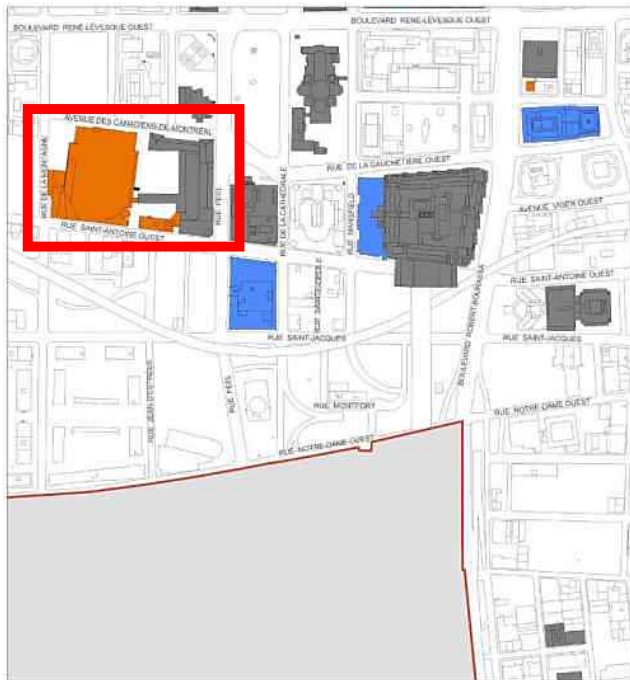 BOULEVARD RENÉ-LÉVESQUE OUEST
BOULEVARD RENÉ-LÉVESQUE OUEST
AVENUE DES CANADIENS-DE-MONTRÉAL
RUE DE LA MONTAGNE
RUE PEEL
RUE DE LA GAUCHETIÈRE OUEST
RUE DE LA CATHÉDRALE
RUE MANSFIELD
AVENUE VIGER OUEST
RUE SAINT-ANTOINE OUEST
RUE SAINTE-CÉCILE
RUE SAINT-ANTOINE OUEST
RUE SAINT-JACQUES
RUE SAINT-JACQUES
BOULEVARD ROBERT-BOURASSA
RUE JEAN-D'ESTRÉES
RUE PEEL
RUE MONTFORT
RUE NOTRE-DAME OUEST
RUE NOTRE-DAME OUEST